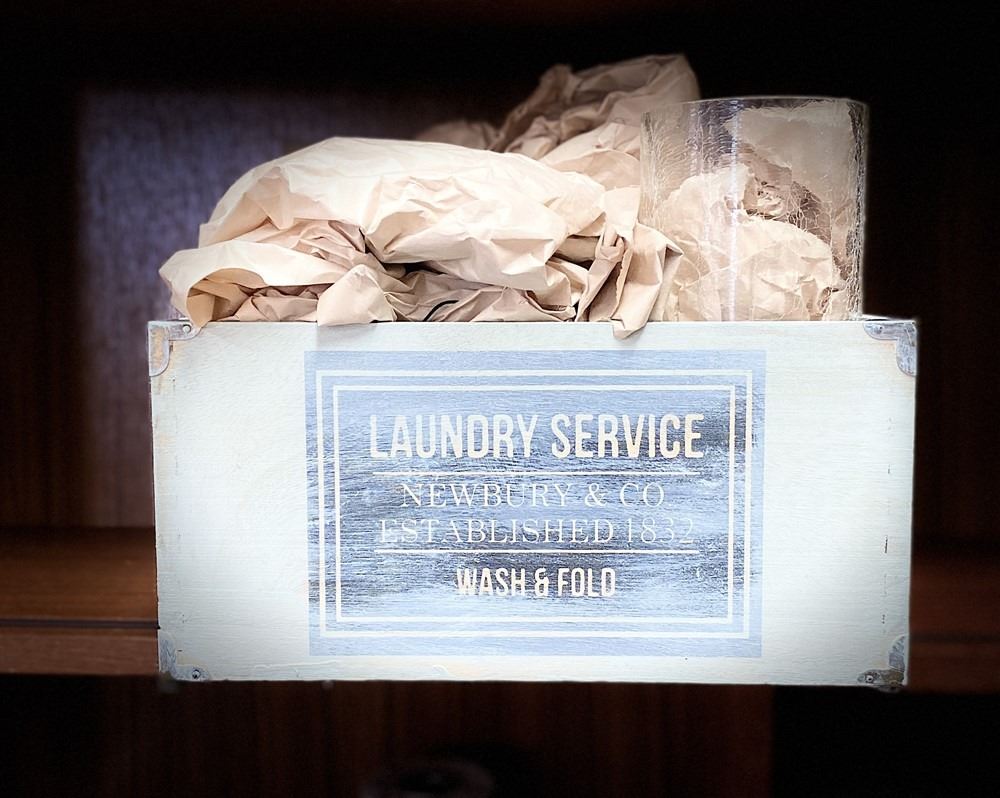 LAUNDRY SERVICE
NEWBURY & CO
ESTABLISHED 1832
WASH & FOLD